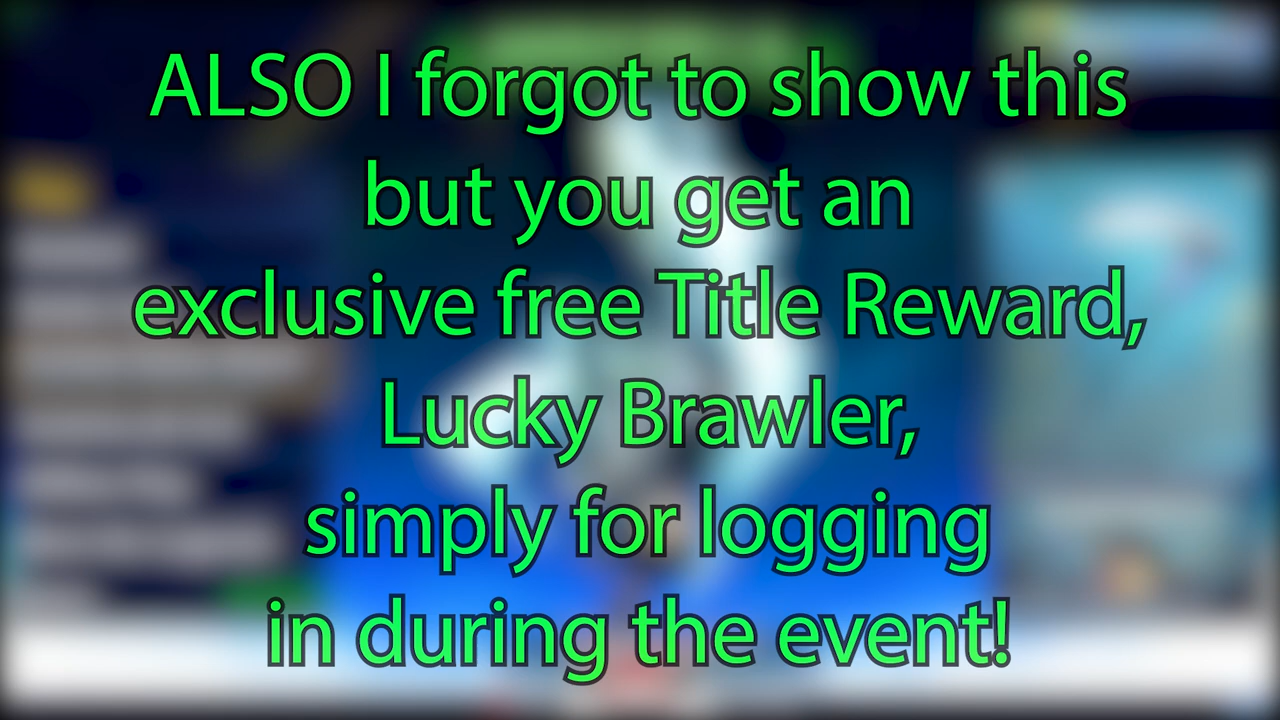 ALSO I forgot to show this
but you get an
exclusive free Title Reward,
Lucky Brawler,
simply for logging
in during the event!